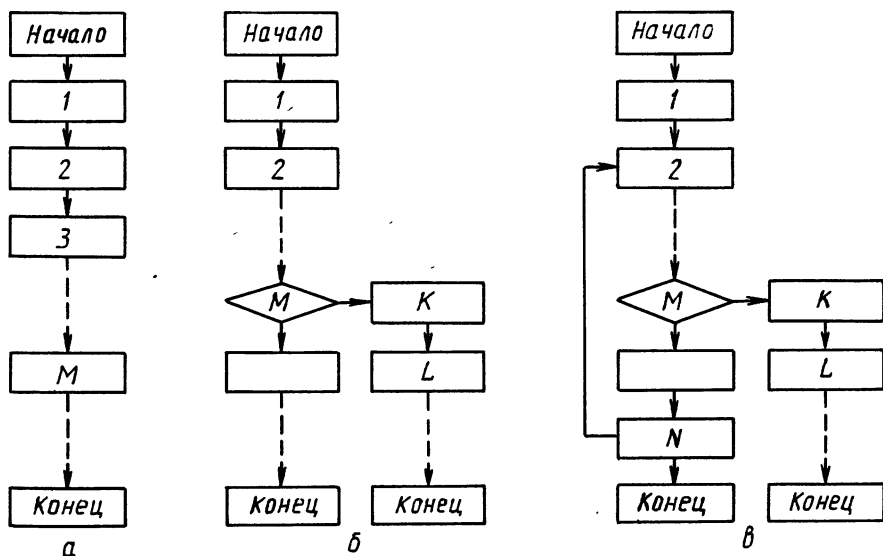 Начало
1
2
3
М
Конец
а
Начало
1
2
М
К
L
Конец
Конец
б
Начало
1
2
М
К
L
N
Конец
Конец
в